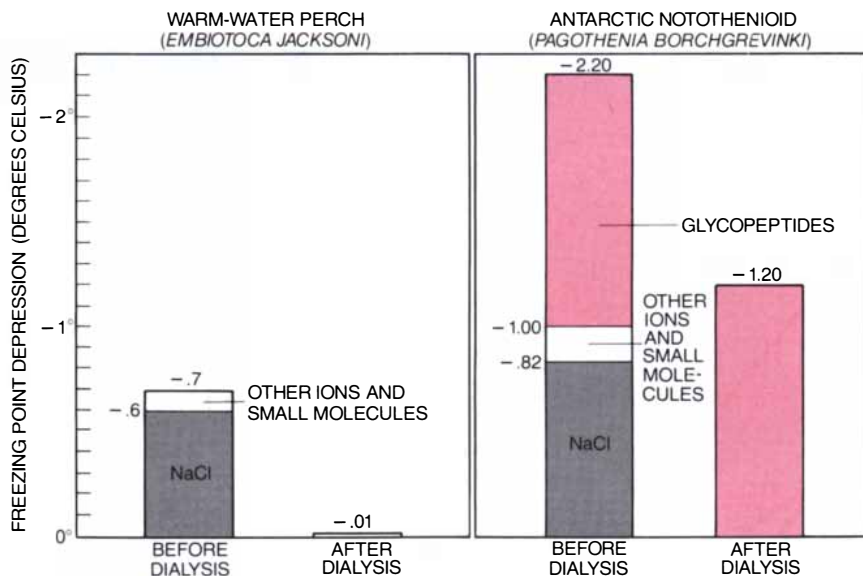 WARM-WATER PERCH
(EMBIOTOCA JACKSONI)
ANTARCTIC NOTOTHENIOID
(PAGOTHENIA BORCHGREVINKI)
FREEZING POINT DEPRESSION (DEGREES CELSIUS)
−2°
−1°
0°
−.7
−.6
OTHER IONS AND
SMALL MOLECULES
NaCl
−.01
BEFORE
DIALYSIS
AFTER
DIALYSIS
−2.20
GLYCOPEPTIDES
−1.00
−.82
OTHER
IONS
AND
SMALL
MOLE-
CULES
NaCl
−1.20
BEFORE
DIALYSIS
AFTER
DIALYSIS